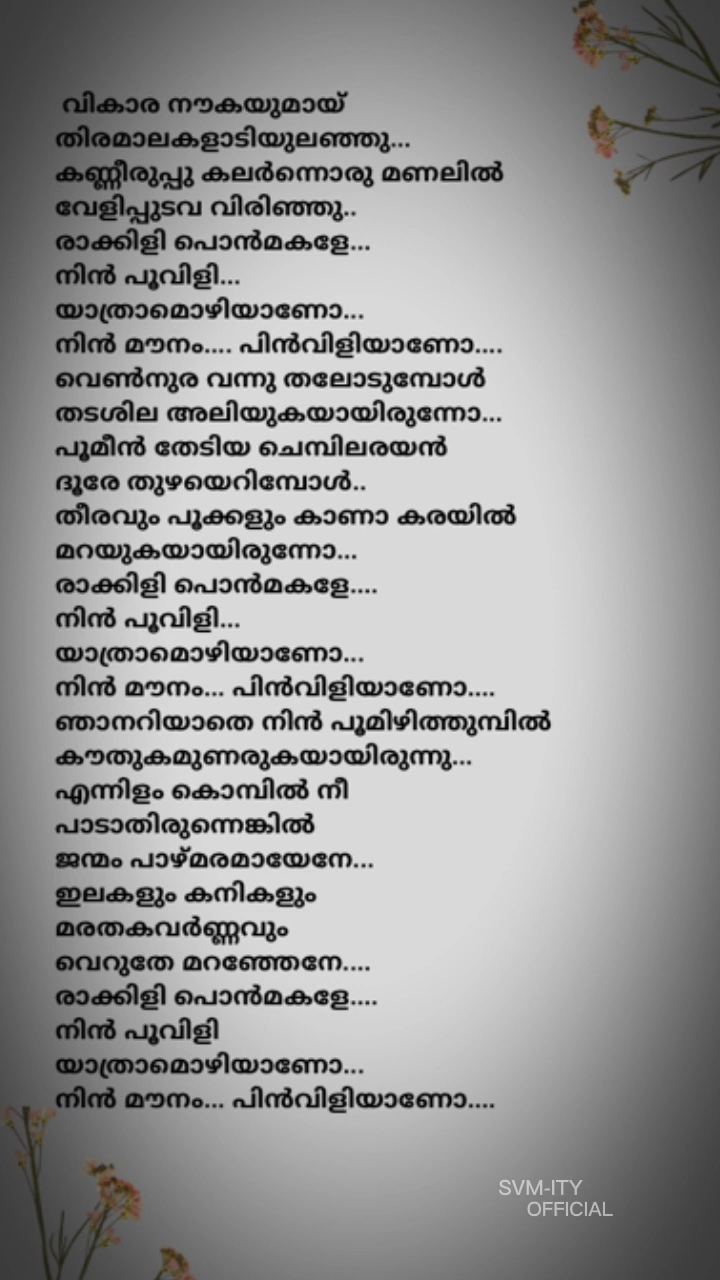 വികാര നൗകയുമായ്
തിരമാലകളാടിയുലഞ്ഞു...
കണ്ണീരുപ്പു കലർന്നൊരു മണലിൽ
വേളിപ്പുടവ വിരിഞ്ഞു..
രാക്കിളി പൊൻമകളേ...
നിൻ പൂവിളി...
യാത്രാമൊഴിയാണോ...
നിൻ മൗനം.... പിൻവിളിയാണോ....
വെൺനുര വന്നു തലോടുമ്പോൾ
തടശില അലിയുകയായിരുന്നോ...
പൂമീൻ തേടിയ ചെമ്പിലരയൻ
ദൂരേ തുഴയെറിമ്പോൾ..
തീരവും പൂക്കളും കാണാ കരയിൽ
മറയുകയായിരുന്നോ...
രാക്കിളി പൊൻമകളേ....
നിൻ പൂവിളി...
യാത്രാമൊഴിയാണോ...
നിൻ മൗനം... പിൻവിളിയാണോ....
ഞാനറിയാതെ നിൻ പൂമിഴിത്തുമ്പിൽ
കൗതുകമുണരുകയായിരുന്നു...
എന്നിളം കൊമ്പിൽ നീ
പാടാതിരുന്നെങ്കിൽ
ജന്മം പാഴ്മരമായേനേ...
ഇലകളും കനികളും
മരതകവർണ്ണവും
വെറുതേ മറഞ്ഞേനേ....
രാക്കിളി പൊൻമകളേ....
നിൻ പൂവിളി
യാത്രാമൊഴിയാണോ...
നിൻ മൗനം... പിൻവിളിയാണോ....
SVM-ITY
OFFICIAL